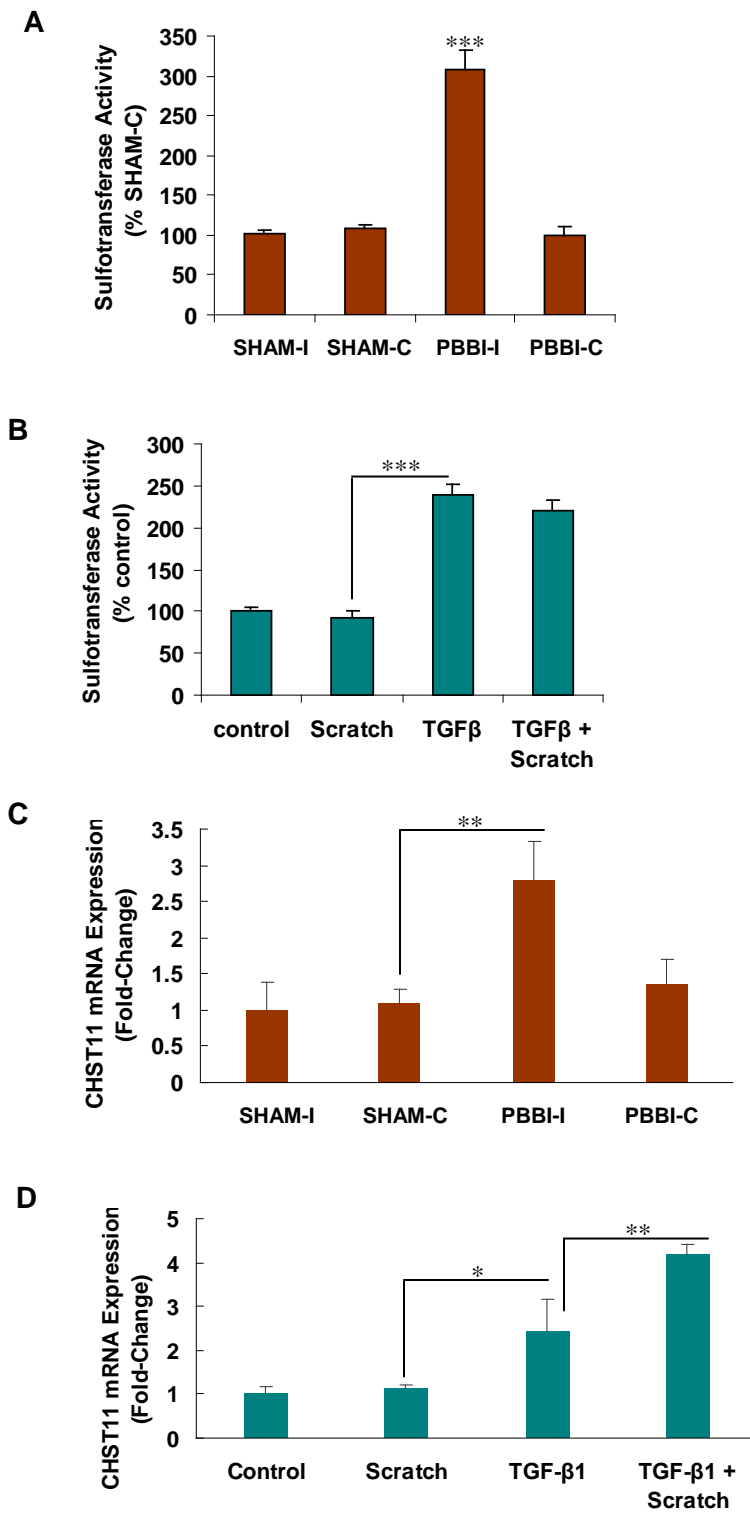 A
Sulfotransferase Activity
(% SHAM-C)
350
300
250
200
150
100
50
0
***
SHAM-I SHAM-C PBBI-I PBBI-C
B
Sulfotransferase Activity
(% control)
300
250
200
150
100
50
0
***
control Scratch TGFβ TGFβ +
Scratch
C
CHST11 mRNA Expression
(Fold-Change)
3.5
3
2.5
2
1.5
1
0.5
0
**
SHAM-I SHAM-C PBBI-I PBBI-C
D
CHST11 mRNA Expression
(Fold-Change)
5
4
3
2
1
0
*
**
Control Scratch TGF-β1 TGF-β1 +
Scratch